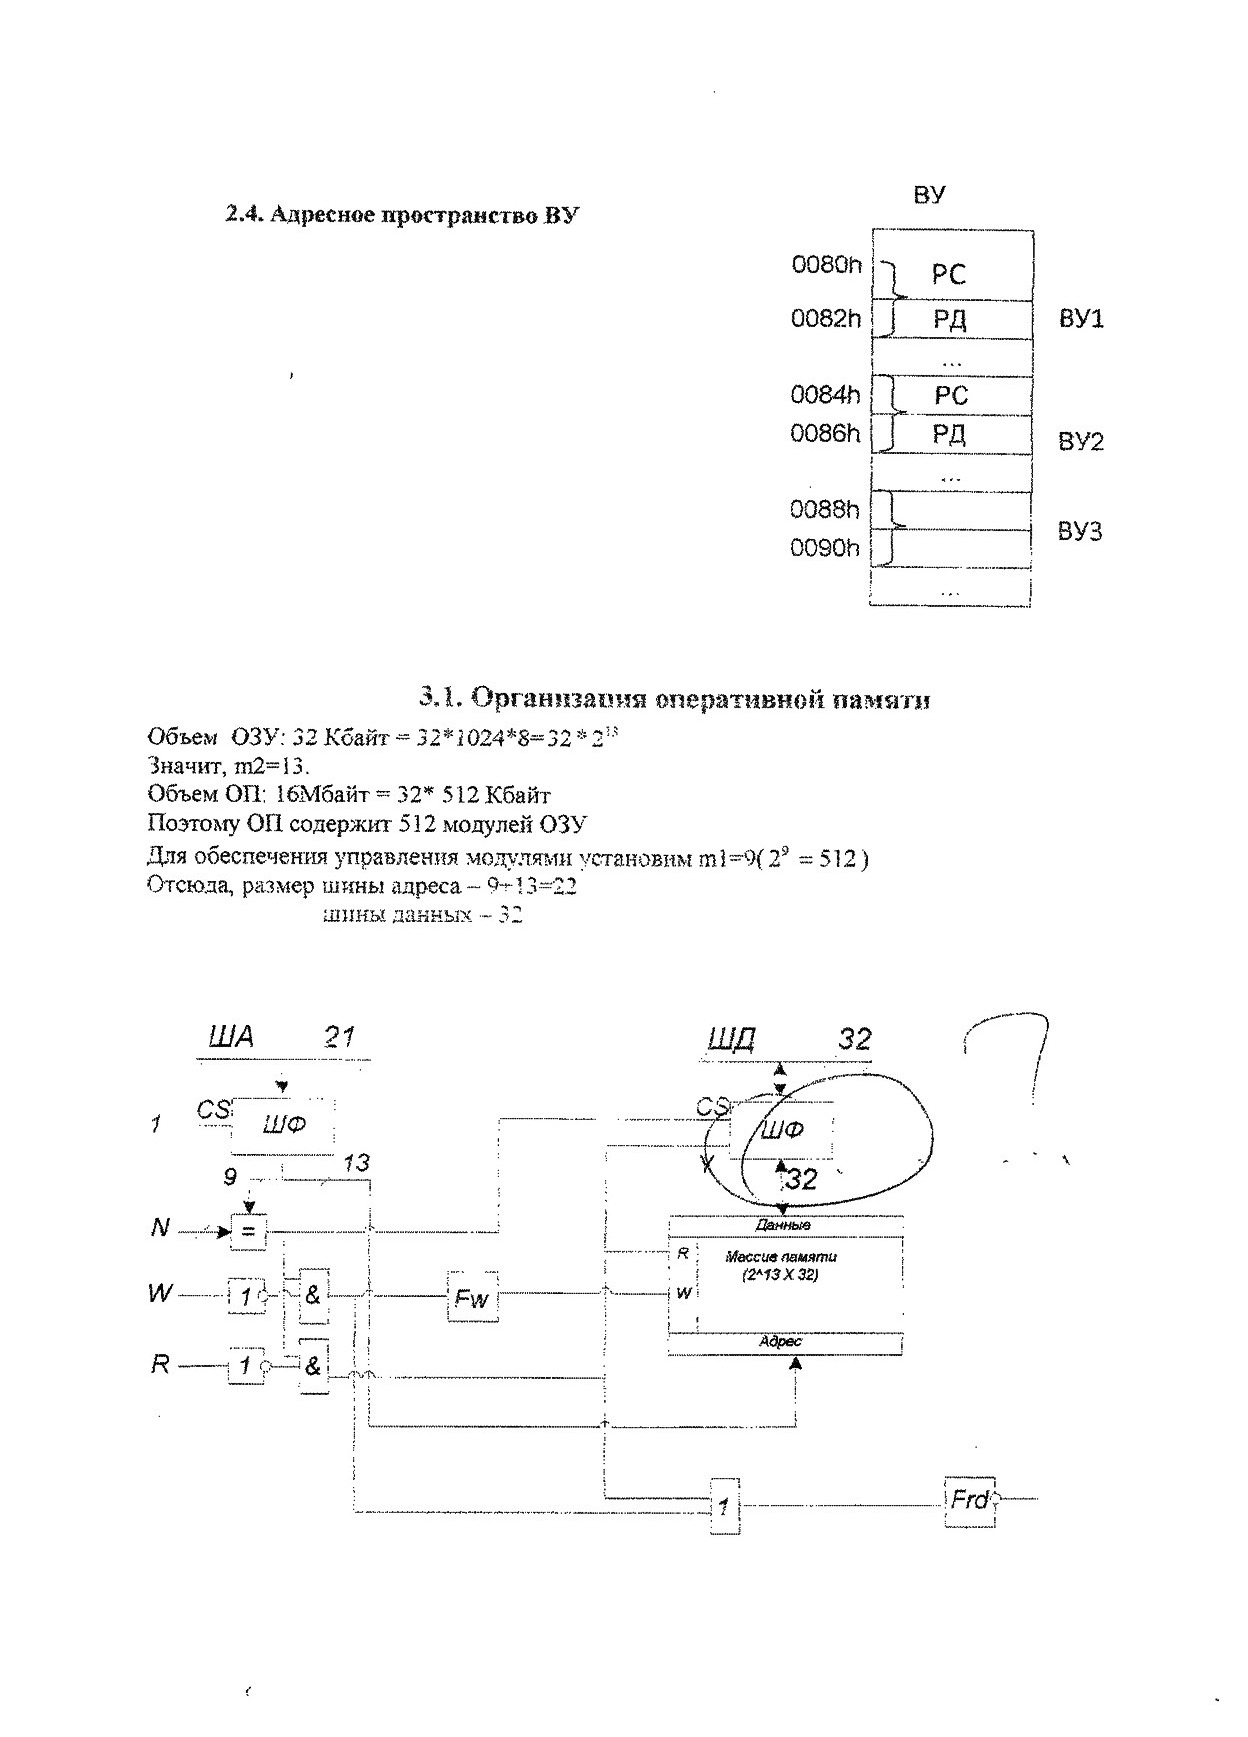 2.4. Адресное пространство ВУ
ВУ
0080h РС
0082h РД ВУ1
...
0084h РС
0086h РД ВУ2
...
0088h
ВУ3
0090h
...
3.1. Организация оперативной памяти
Объем ОЗУ: 32 Кбайт = 32*1024*8=32 * 2¹³
Значит, m2=13.
Объем ОП: 16Мбайт = 32* 512 Кбайт
Поэтому ОП содержит 512 модулей ОЗУ
Для обеспечения управления модулями установим m1=9( 2⁹ = 512 )
Отсюда, размер шины адреса – 9+13=22
шины данных – 32
ША 21 ШД 32
CS CS
1 ШФ ШФ
9 13 32
N = Данные
R Массив памяти
(2^13 X 32)
W 1 & Fw W
Адрес
R 1 &
1 Frd